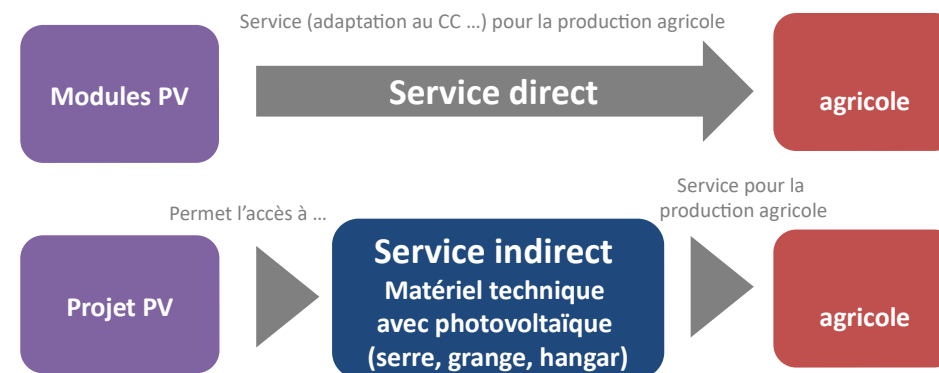 Service (adaptation au CC …) pour la production agricole
Modules PV
Service direct
agricole
Permet l’accès à …
Service pour la
production agricole
Projet PV
Service indirect
Matériel technique
avec photovoltaïque
(serre, grange, hangar)
agricole